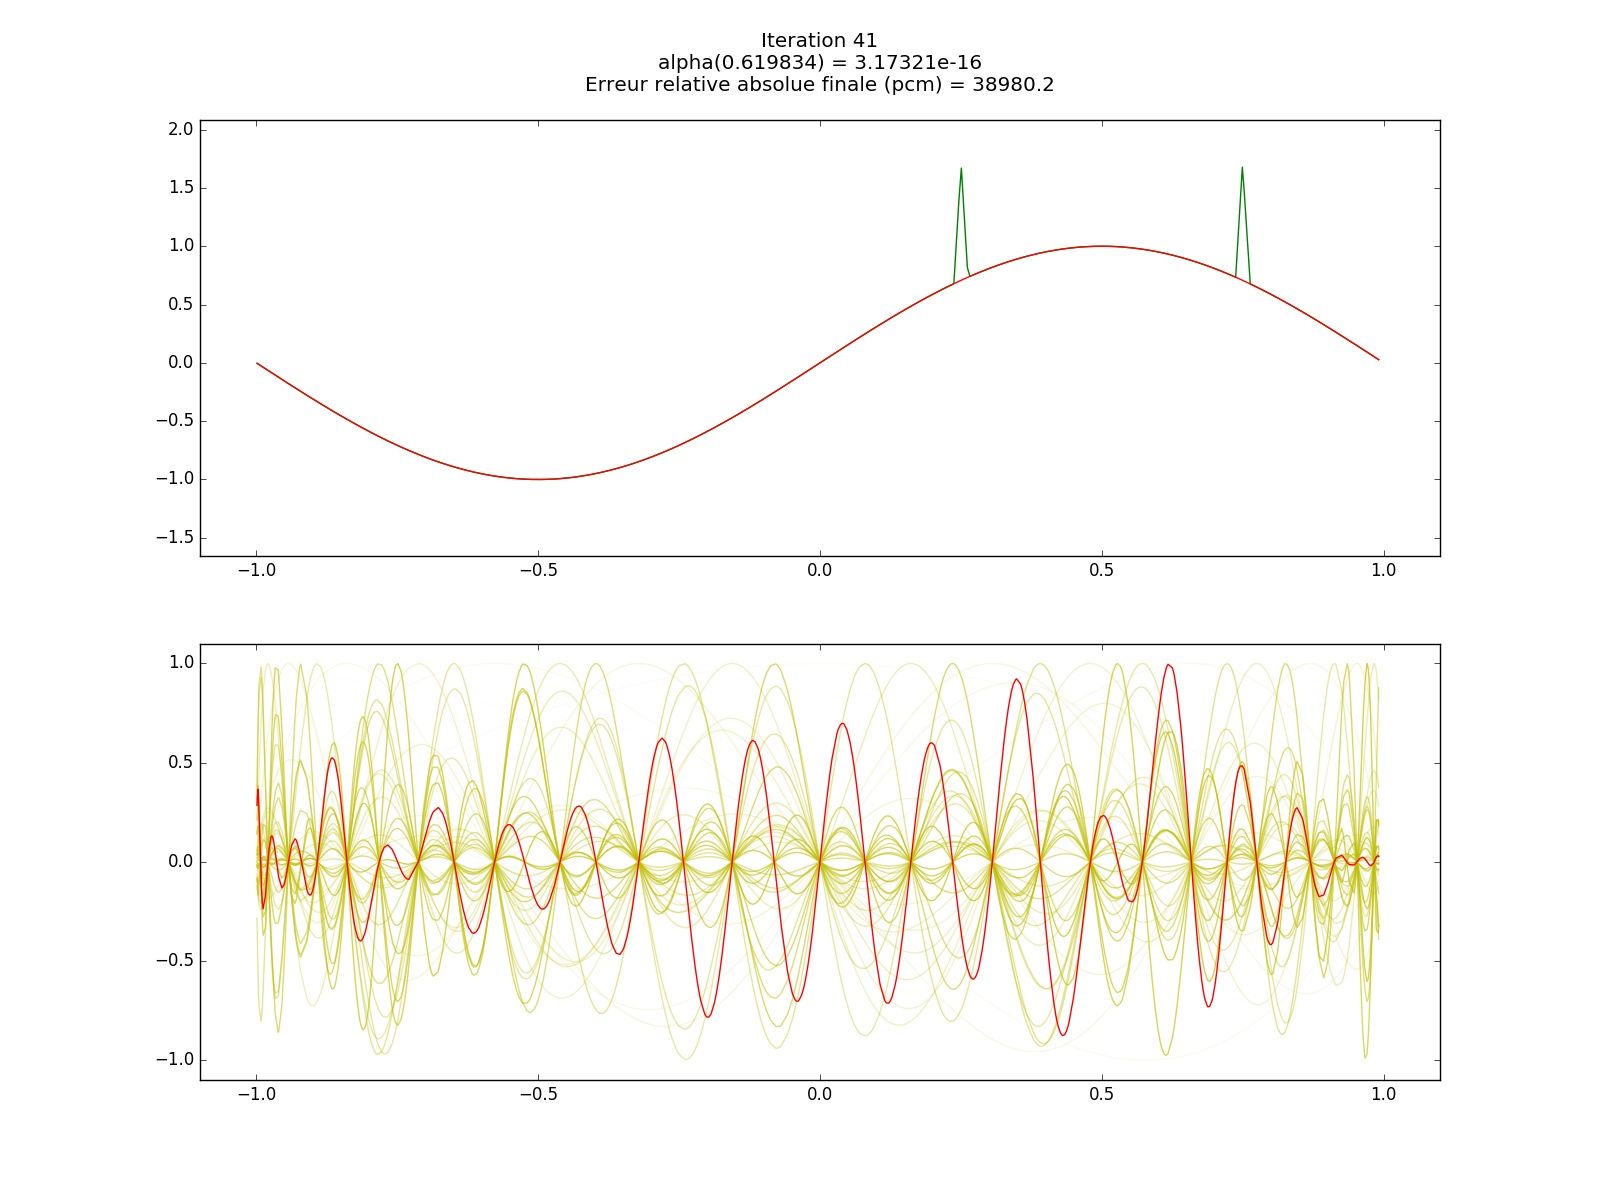 Iteration 41
alpha(0.619834) = 3.17321e-16
Erreur relative absolue finale (pcm) = 38980.2
2.0
1.5
1.0
0.5
0.0
−0.5
−1.0
−1.5
−1.0 −0.5 0.0 0.5 1.0
1.0
0.5
0.0
−0.5
−1.0
−1.0 −0.5 0.0 0.5 1.0